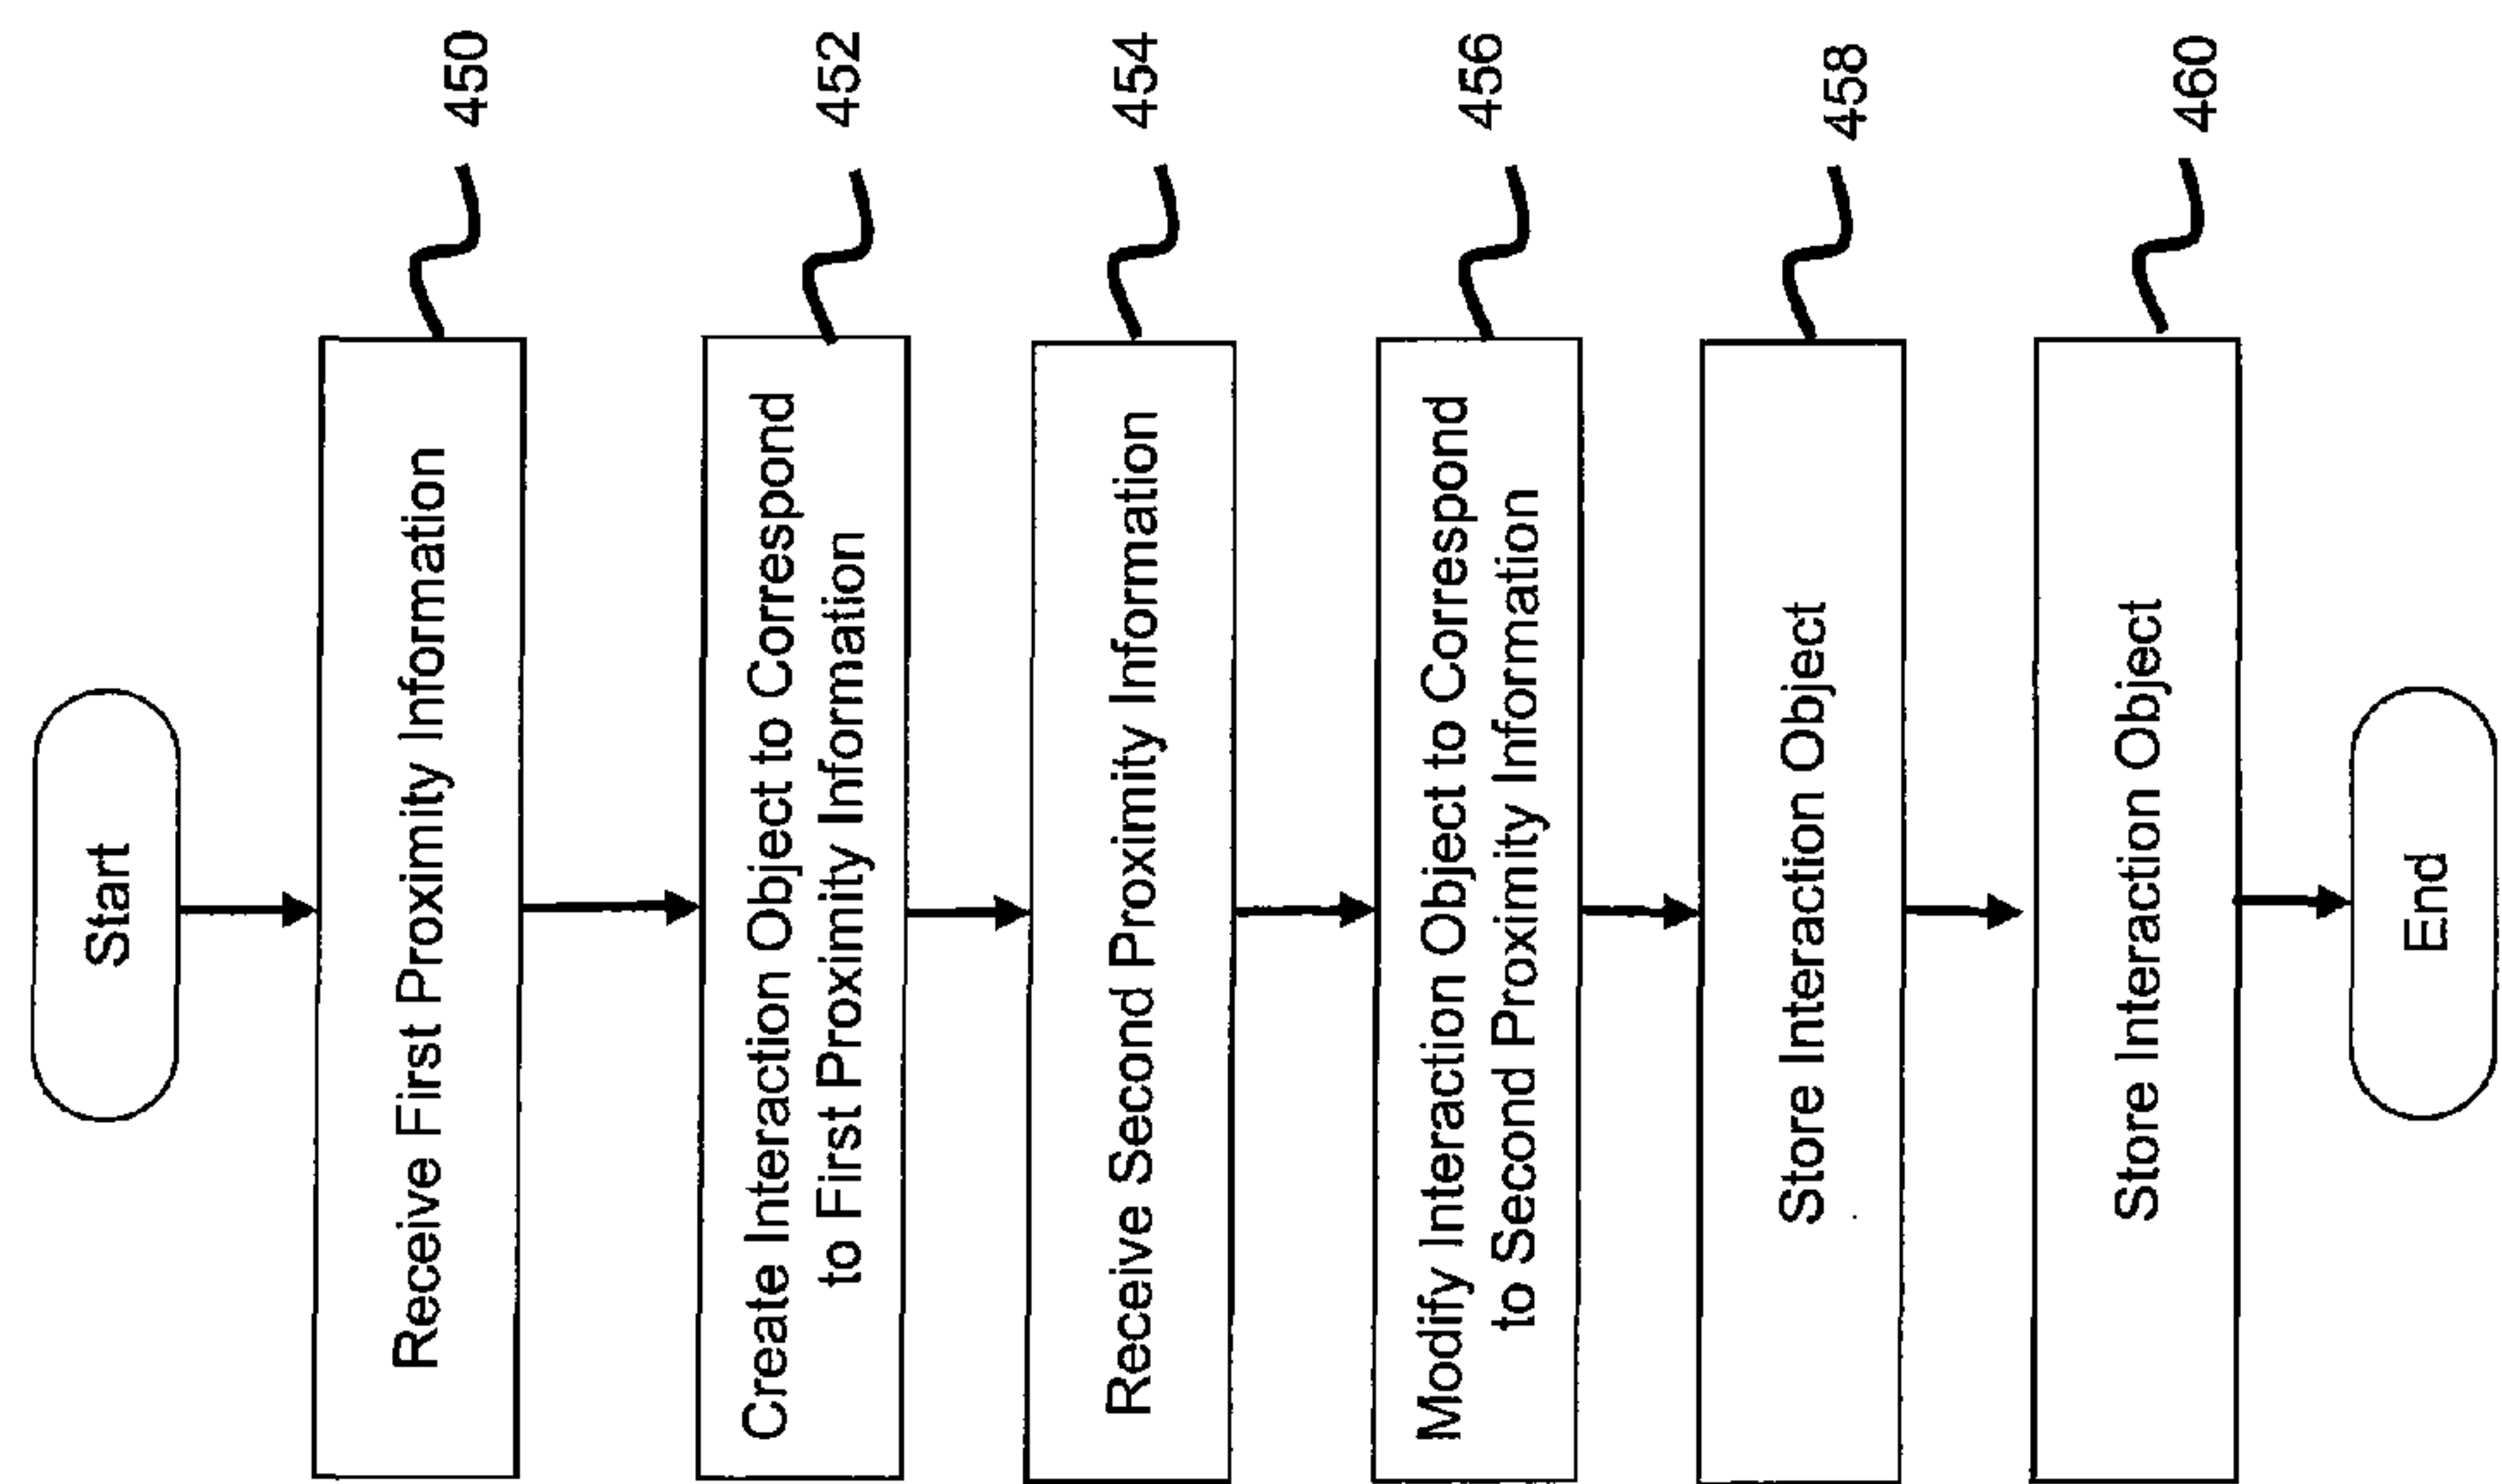 Start
Receive First Proximity Information
450
Create Interaction Object to Correspond
to First Proximity Information
452
Receive Second Proximity Information
454
Modify Interaction Object to Correspond
to Second Proximity Information
456
Store Interaction Object
458
Store Interaction Object
460
End